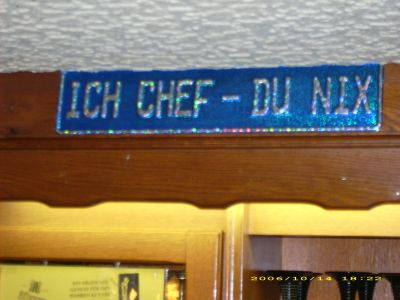 ICH CHEF - DU NIX
2006/10/14 18:22